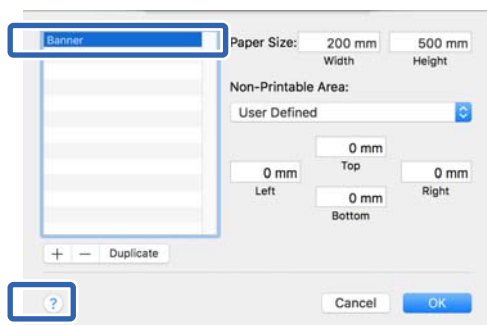 Banner
Paper Size: 200 mm 500 mm
Width Height
Non-Printable Area:
User Defined
0 mm
Top
0 mm 0 mm
Left Right
0 mm
Bottom
+ − Duplicate
? Cancel OK